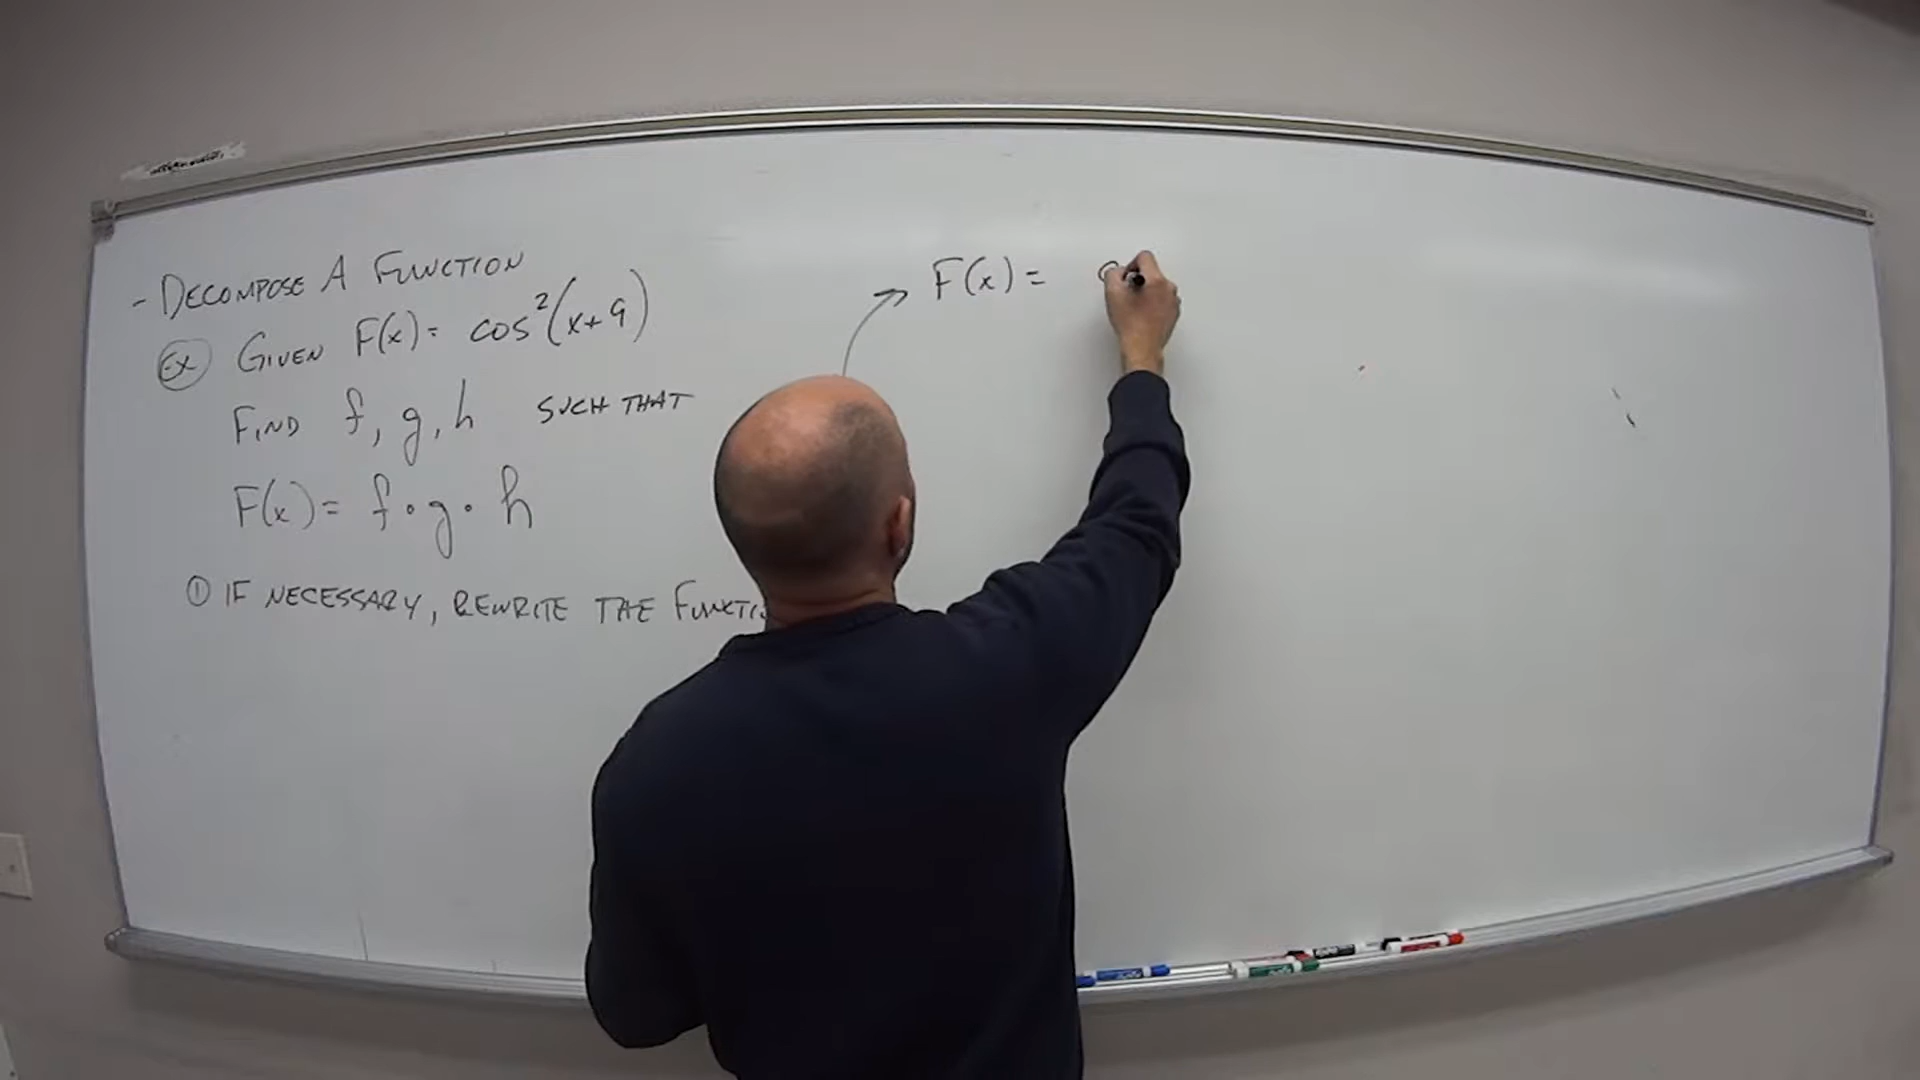 - DECOMPOSE A FUNCTION
Ex GIVEN F(x) = cos²(x+9)
FIND f, g, h SUCH THAT
F(x) = f ∘ g ∘ h
① IF NECESSARY, REWRITE THE
F(x) =